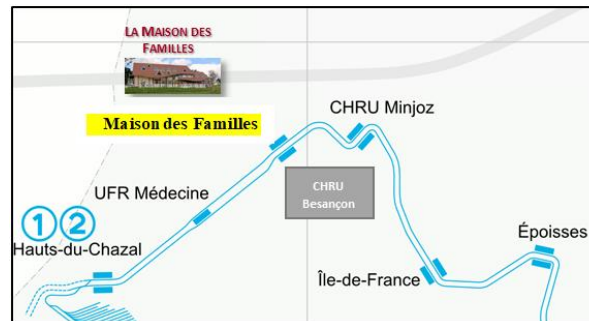 LA MAISON DES
FAMILLES
Maison des Familles
CHRU Minjoz
UFR Médecine
CHRU
Besançon
1 2
Hauts-du-Chazal
Époisses
Île-de-France